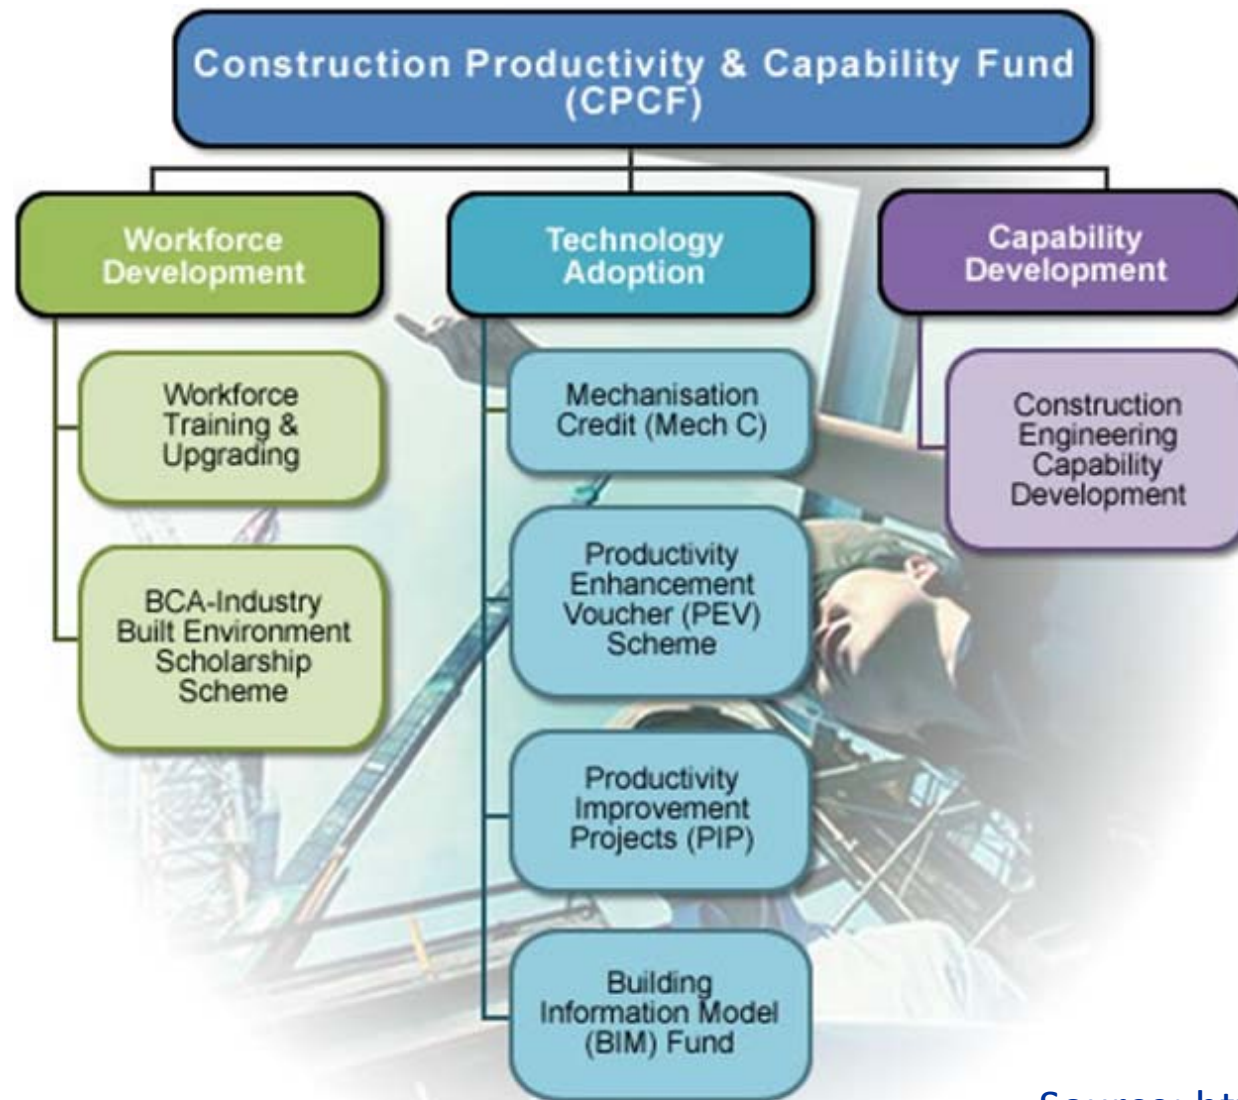 Construction Productivity & Capability Fund
(CPCF)
Workforce
Development
Workforce
Training &
Upgrading
BCA-Industry
Built Environment
Scholarship
Scheme
Technology
Adoption
Mechanisation
Credit (Mech C)
Productivity
Enhancement
Voucher (PEV)
Scheme
Productivity
Improvement
Projects (PIP)
Building
Information Model
(BIM) Fund
Capability
Development
Construction
Engineering
Capability
Development